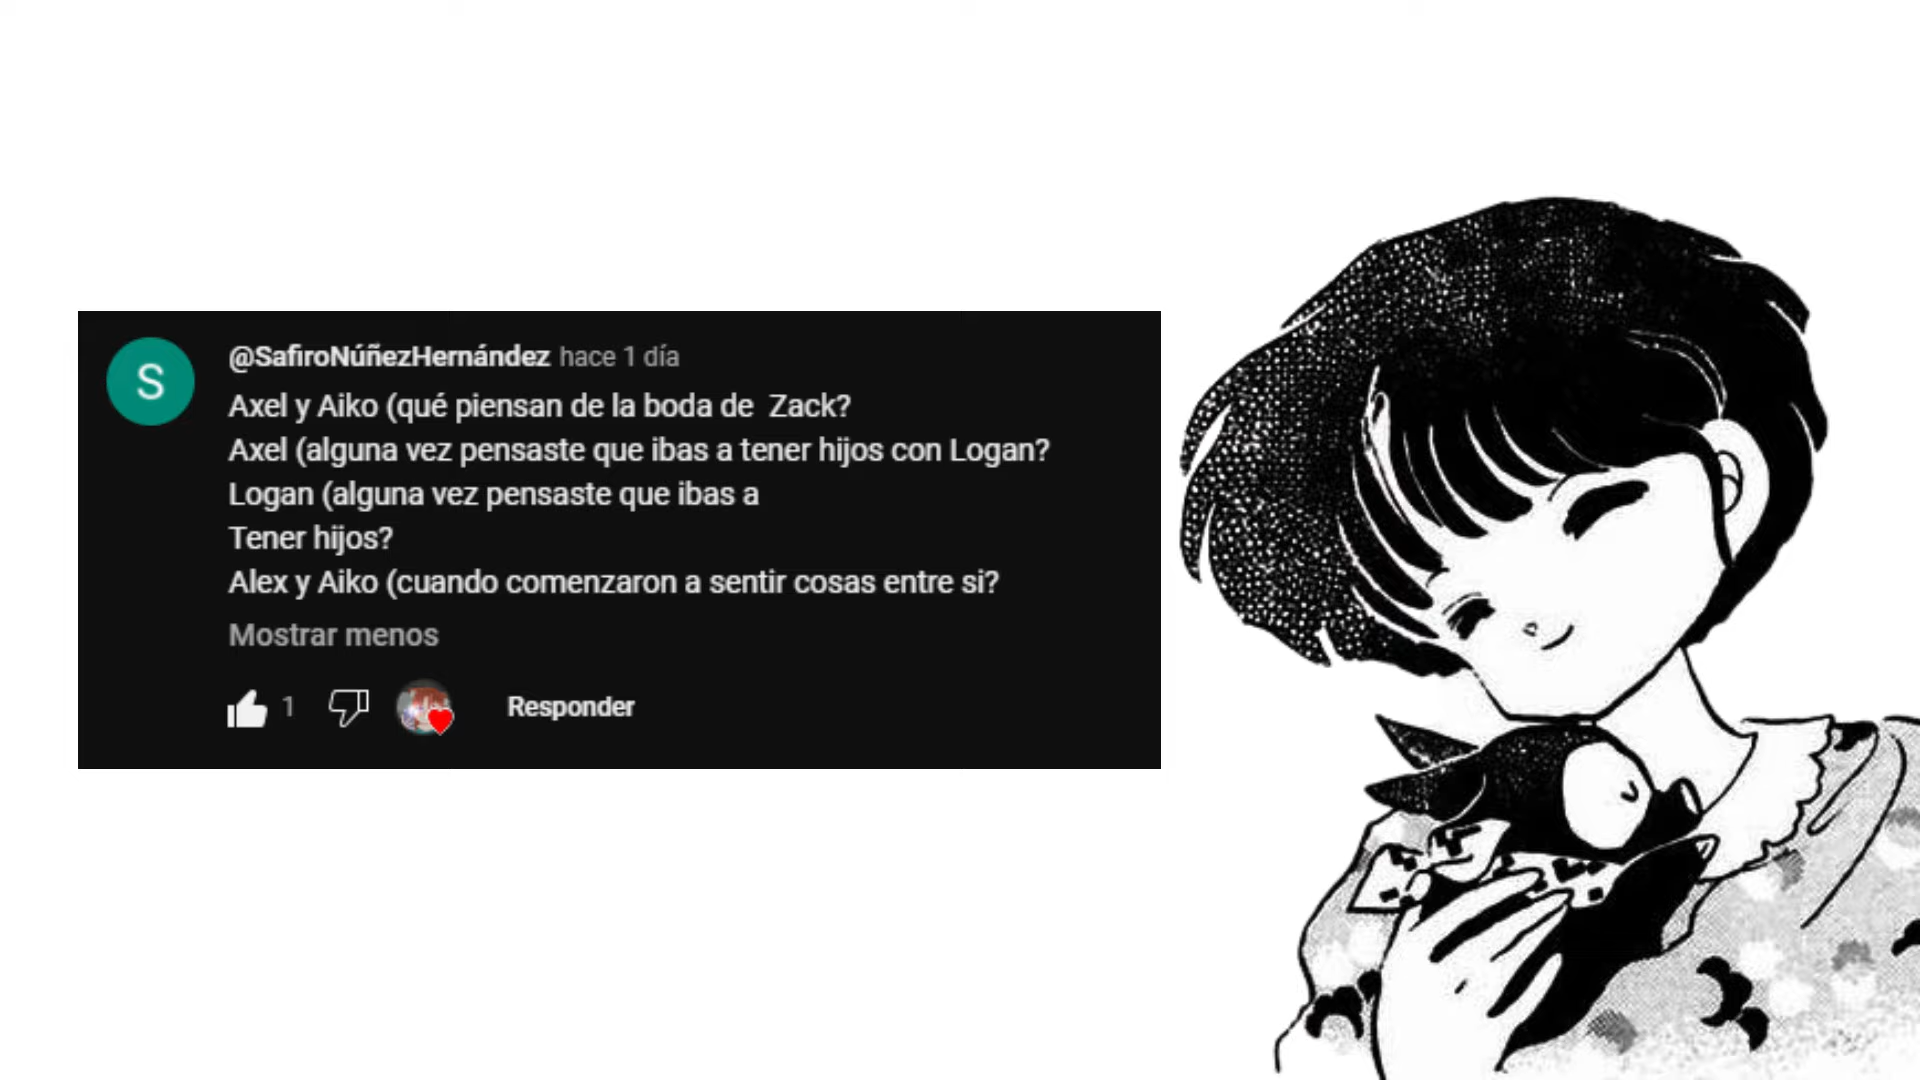 S
@SafiroNúñezHernández hace 1 día
Axel y Aiko (qué piensan de la boda de  Zack?
Axel (alguna vez pensaste que ibas a tener hijos con Logan?
Logan (alguna vez pensaste que ibas a
Tener hijos?
Alex y Aiko (cuando comenzaron a sentir cosas entre si?
Mostrar menos
1
Responder